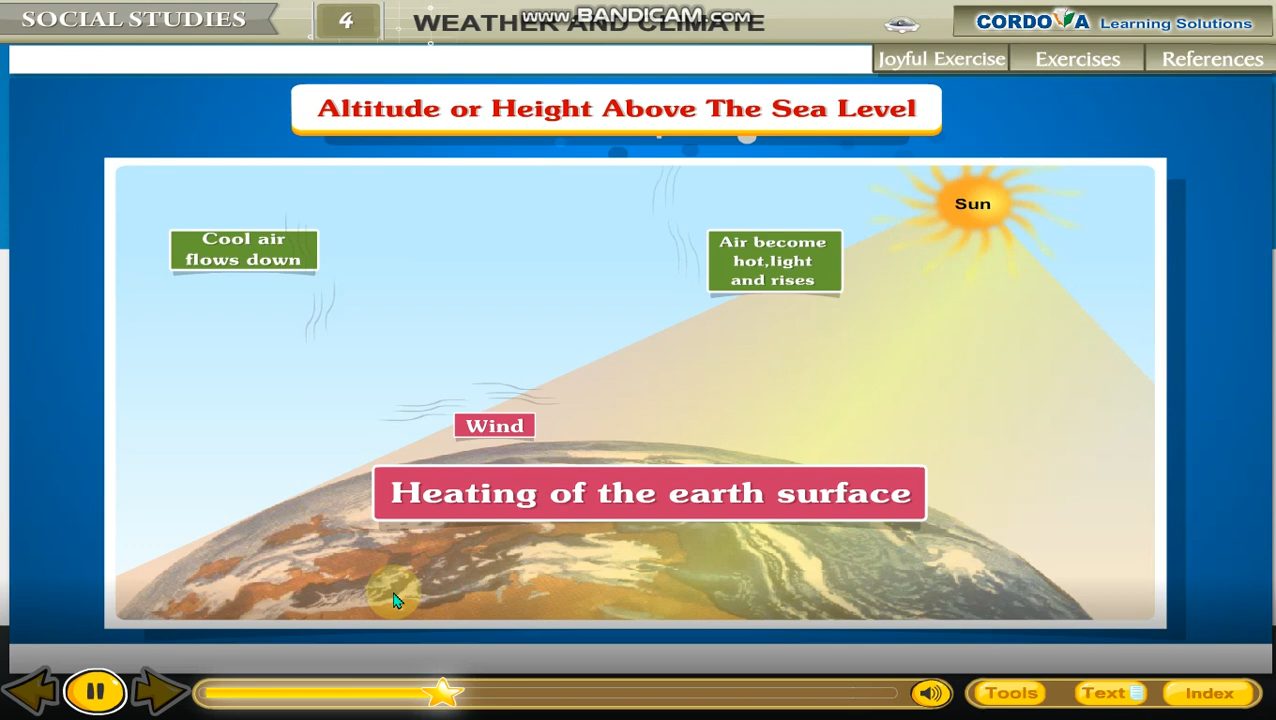 SOCIAL STUDIES
4
WEATHER AND CLIMATE
www.BANDICAM.com
CORDOVA Learning Solutions
Joyful Exercise
Exercises
References
Altitude or Height Above The Sea Level
Sun
Cool air
flows down
Air become
hot,light
and rises
Wind
Heating of the earth surface
Tools
Text
Index